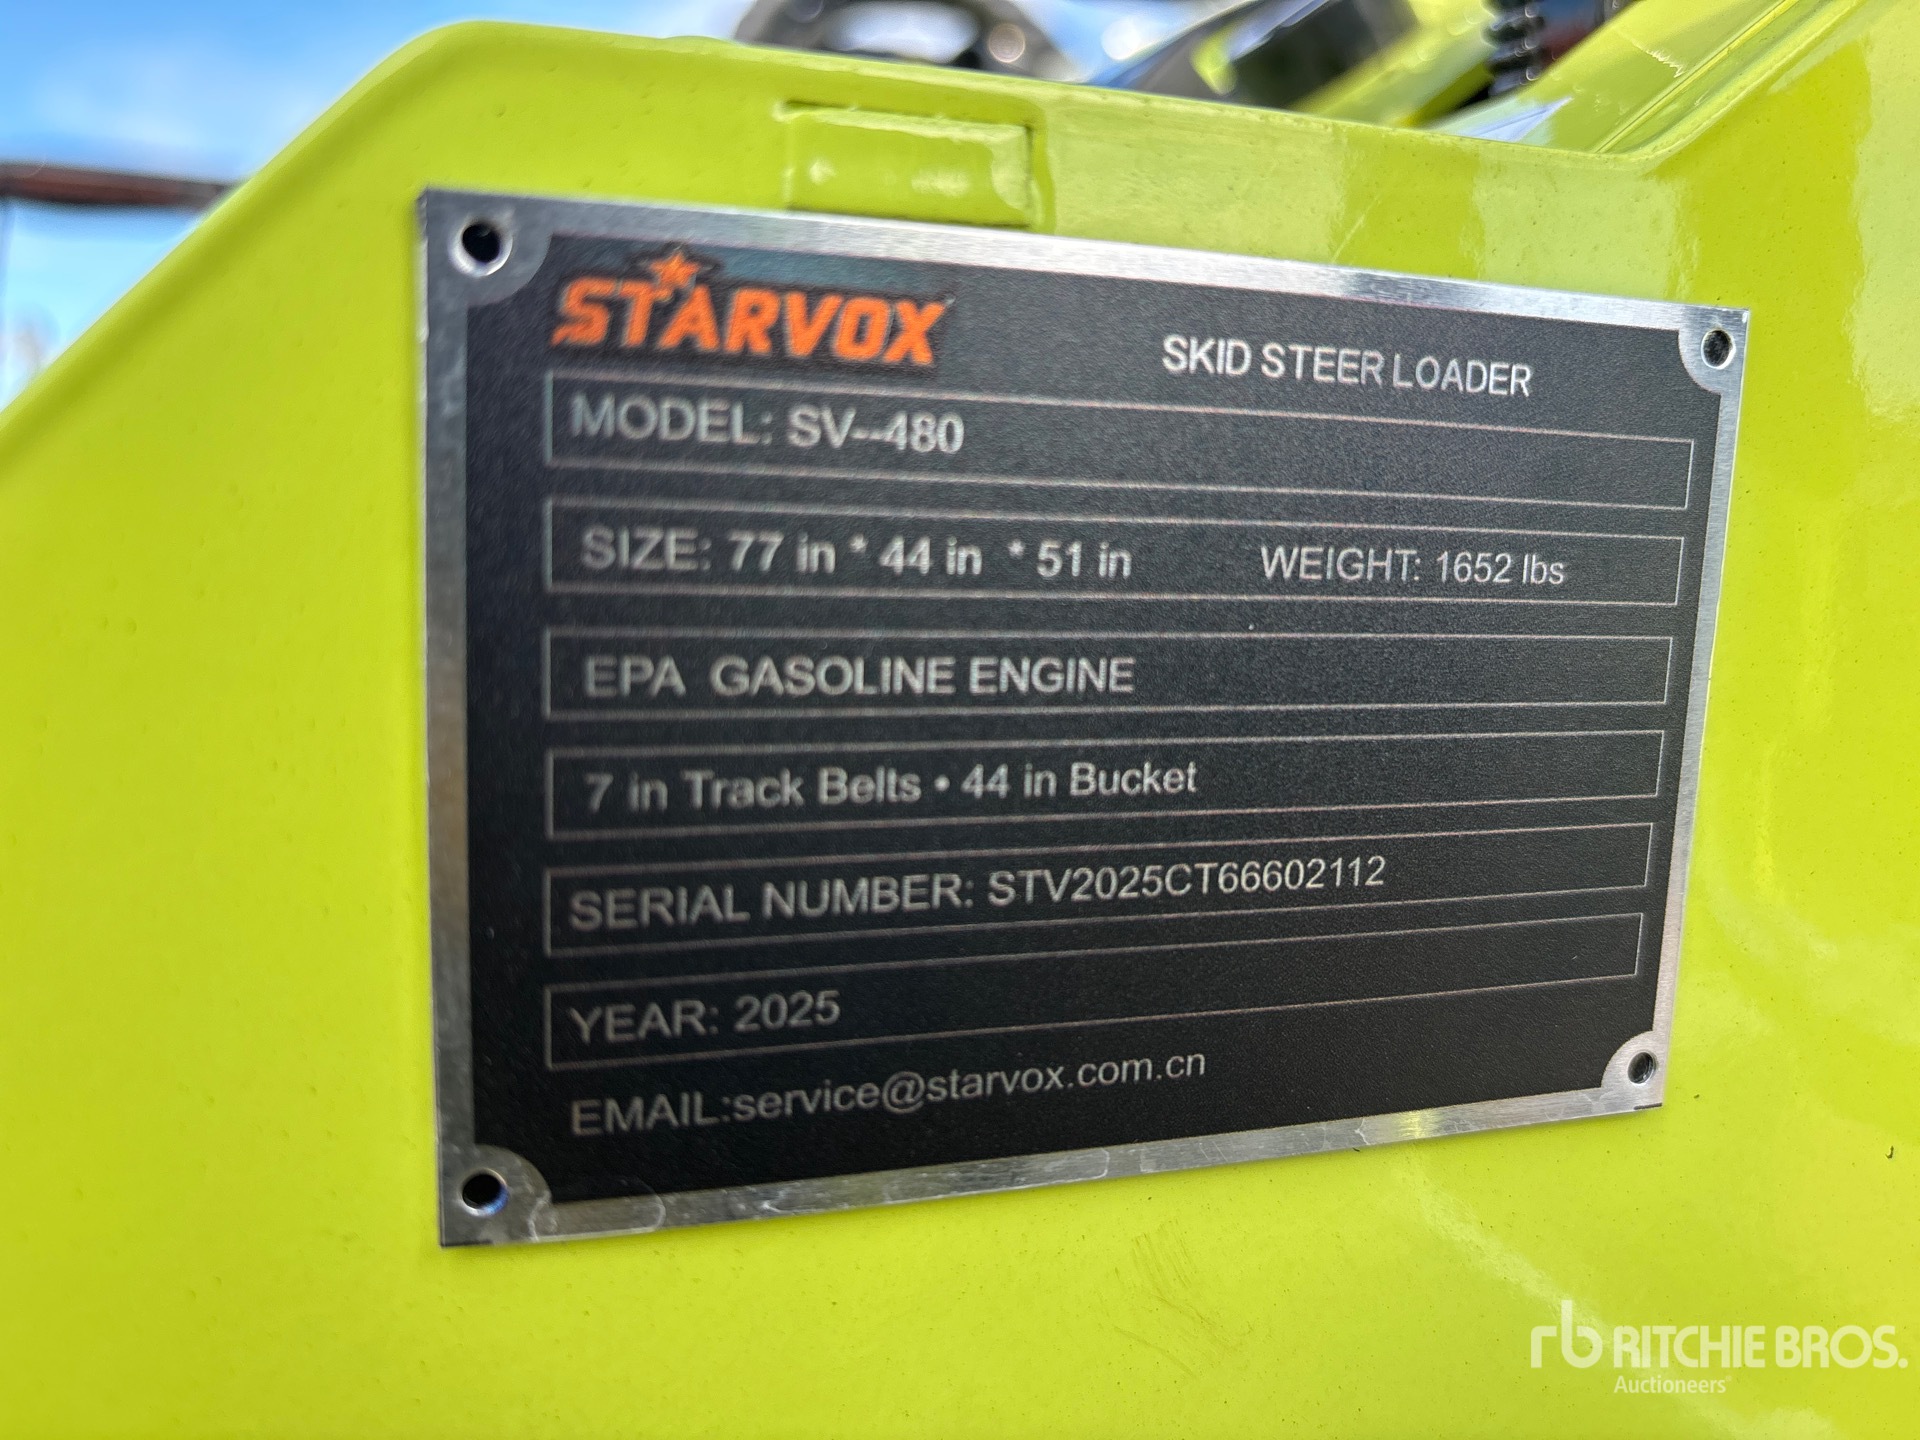 STARVOX
SKID STEER LOADER
MODEL: SV--480
SIZE: 77 in * 44 in * 51 in WEIGHT: 1652 lbs
EPA GASOLINE ENGINE
7 in Track Belts • 44 in Bucket
SERIAL NUMBER: STV2025CT66602112
YEAR: 2025
EMAIL:service@starvox.com.cn
rb RITCHIE BROS.
Auctioneers